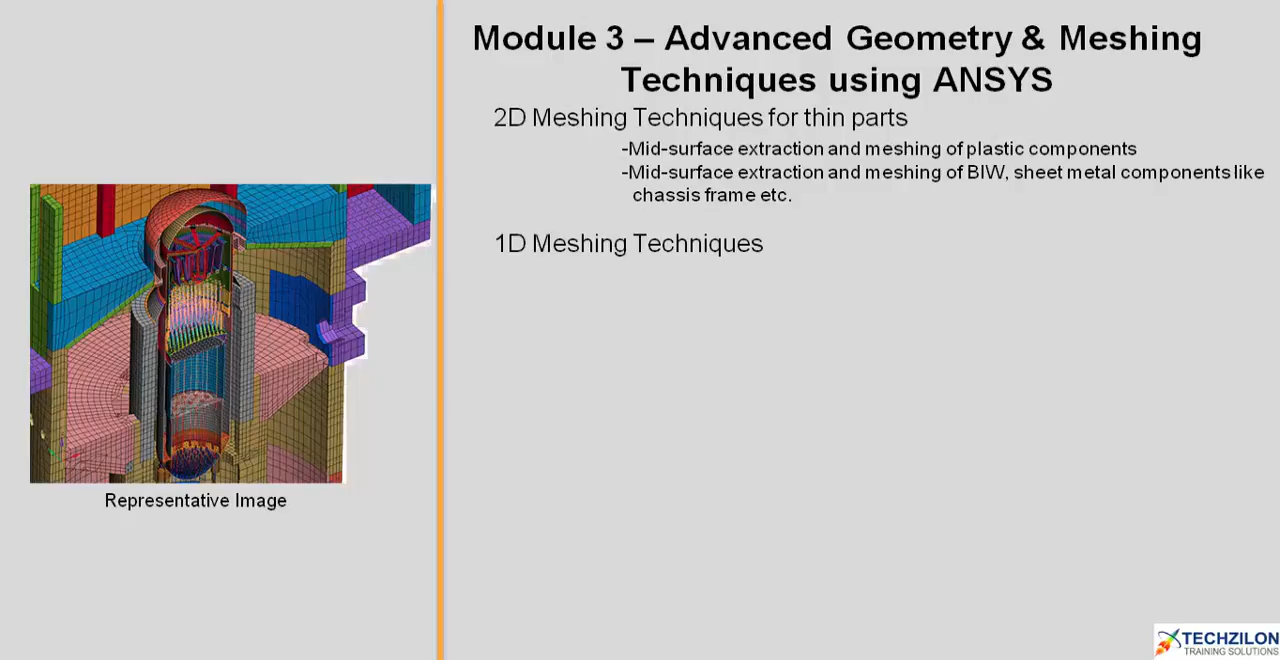 Module 3 – Advanced Geometry & Meshing
Techniques using ANSYS
2D Meshing Techniques for thin parts
-Mid-surface extraction and meshing of plastic components
-Mid-surface extraction and meshing of BIW, sheet metal components like
chassis frame etc.
1D Meshing Techniques
Representative Image
TECHZILON
TRAINING SOLUTIONS